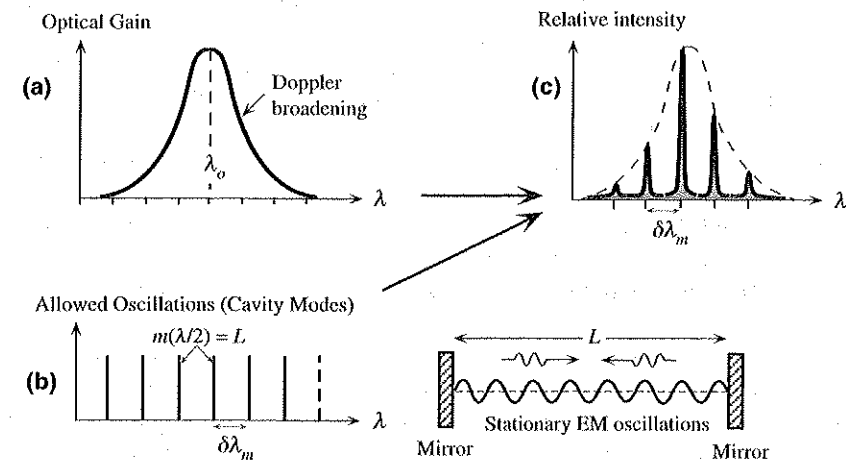 Optical Gain
(a)
Doppler
broadening
λₒ
λ
Relative intensity
(c)
λ
δλₘ
Allowed Oscillations (Cavity Modes)
m(λ/2) = L
(b)
λ
δλₘ
L
Stationary EM oscillations
Mirror
Mirror